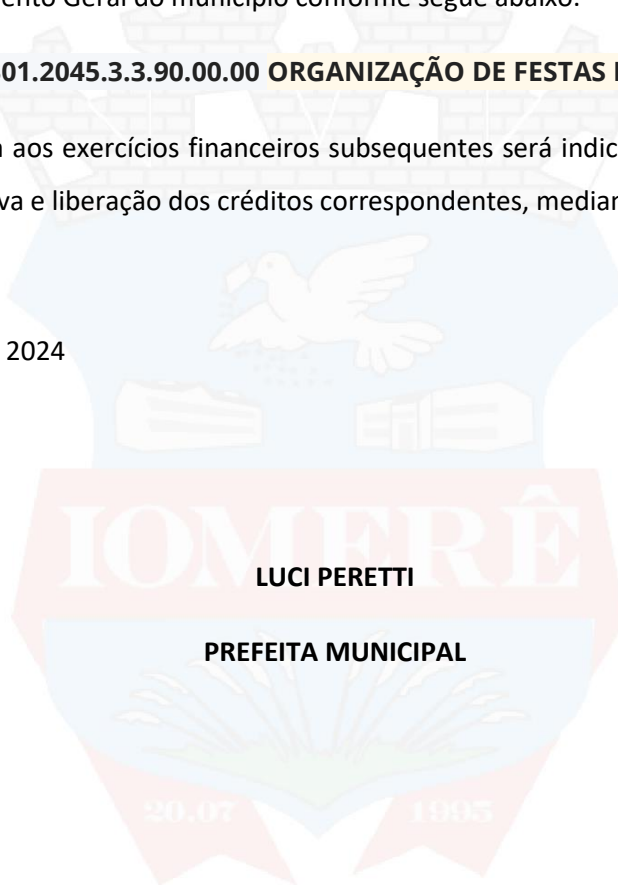 ento Geral do município conforme segue abaixo:
01.2045.3.3.90.00.00 ORGANIZAÇÃO DE FESTAS
aos exercícios financeiros subsequentes será indic
va e liberação dos créditos correspondentes, median
2024
IOMERÊ
LUCI PERETTI
PREFEITA MUNICIPAL
20.07 1995